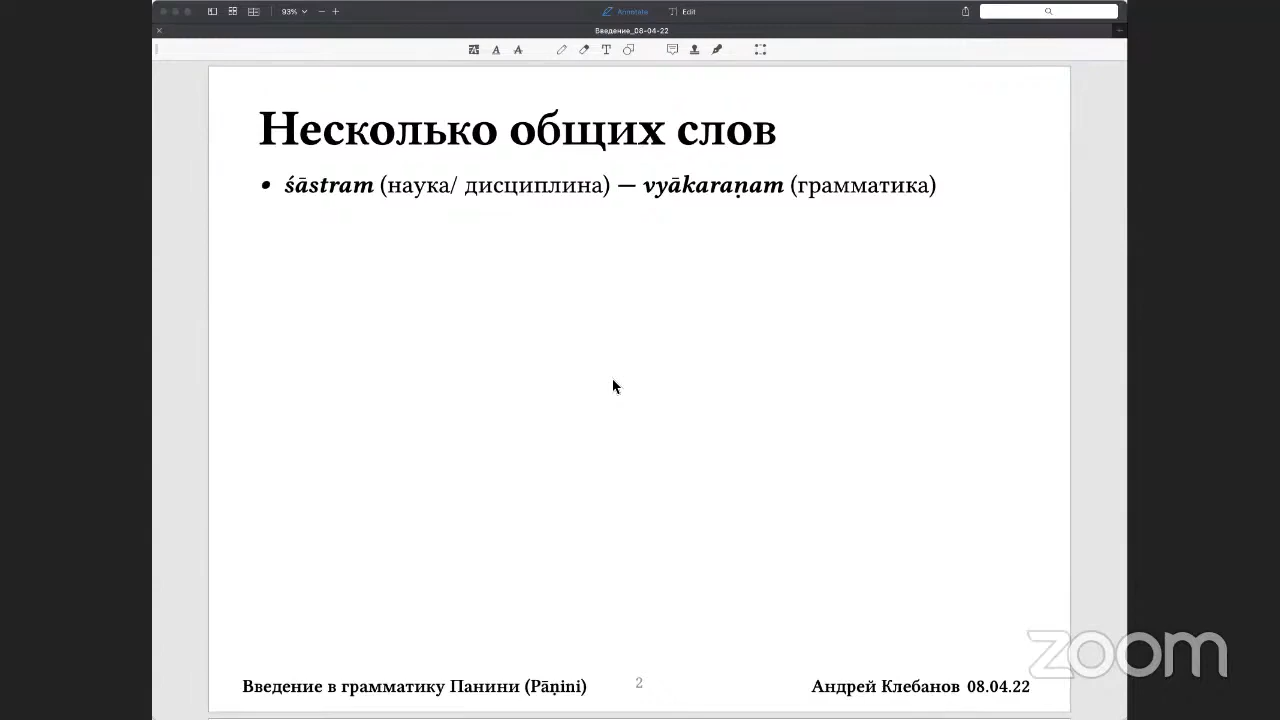 93%
Annotate
Edit
Введение_08-04-22
Несколько общих слов
• śāstram (наука/ дисциплина) — vyākaraṇam (грамматика)
Введение в грамматику Панини (Pāṇini)
2
Андрей Клебанов 08.04.22
zoom